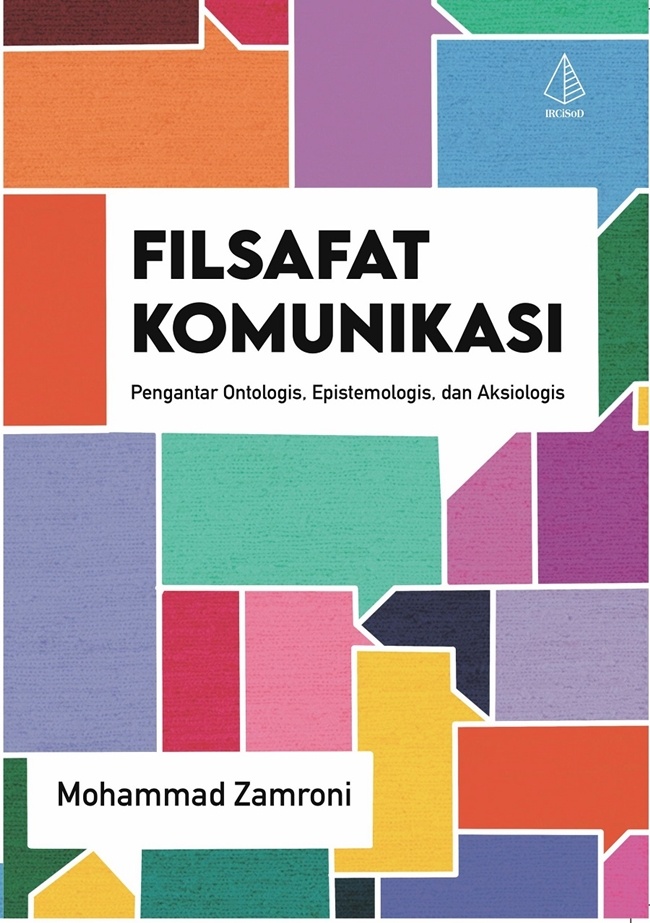 IRCiSoD
FILSAFAT
KOMUNIKASI
Pengantar Ontologis, Epistemologis, dan Aksiologis
Mohammad Zamroni